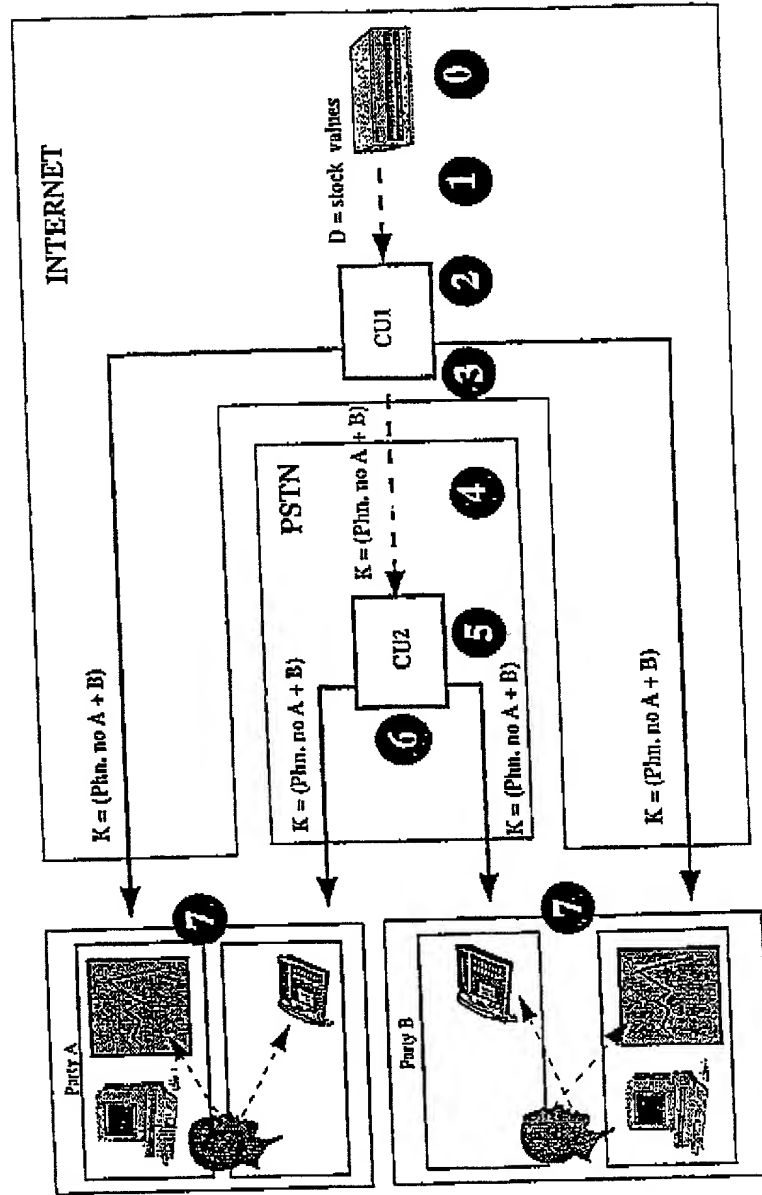 INTERNET
D = stock values
0
1
CU1
2
3
K = (Phn. no A + B)
PSTN
4
CU2
5
6
K = (Phn. no A + B)
K = (Phn. no A + B)
K = (Phn. no A + B)
K = (Phn. no A + B)
Party A
7
Party B
7